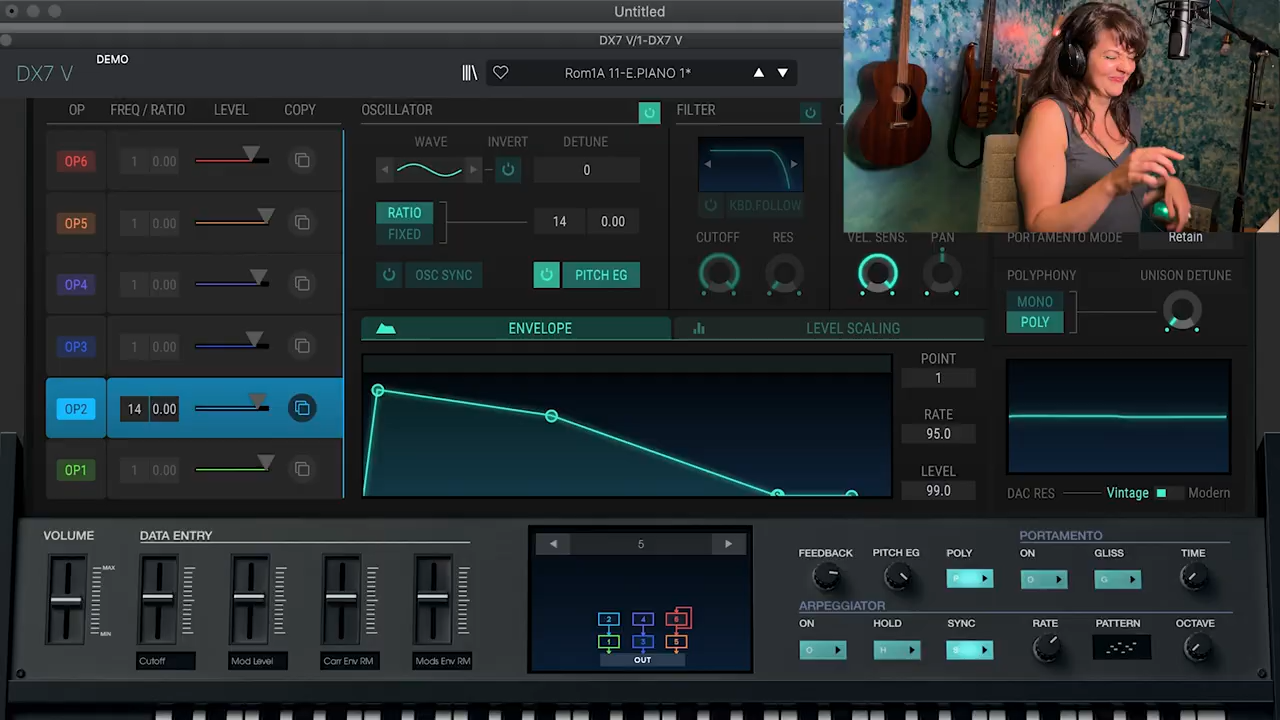 Untitled
DX7 V/1-DX7 V
DX7 V
DEMO
Rom1A 11-E.PIANO 1*
OP
FREQ / RATIO
LEVEL
COPY
OP6
1 0.00
OP5
1 0.00
OP4
1 0.00
OP3
1 0.00
OP2
14 0.00
OP1
1 0.00
OSCILLATOR
WAVE
INVERT
DETUNE
0
RATIO
FIXED
14
0.00
OSC SYNC
PITCH EG
FILTER
KBD.FOLLOW
CUTOFF
RES
VEL. SENS.
PAN
ENVELOPE
LEVEL SCALING
POINT
1
RATE
95.0
LEVEL
99.0
PORTAMENTO MODE
Retain
POLYPHONY
UNISON DETUNE
MONO
POLY
DAC RES
Vintage
Modern
VOLUME
MAX
MIN
DATA ENTRY
Cutoff
Mod Level
Carr Env RM
Mods Env RM
5
2 4 6
1 3 5
OUT
FEEDBACK
PITCH EG
POLY
P
PORTAMENTO
ON
O
GLISS
G
TIME
ARPEGGIATOR
ON
O
HOLD
H
SYNC
S
RATE
PATTERN
OCTAVE